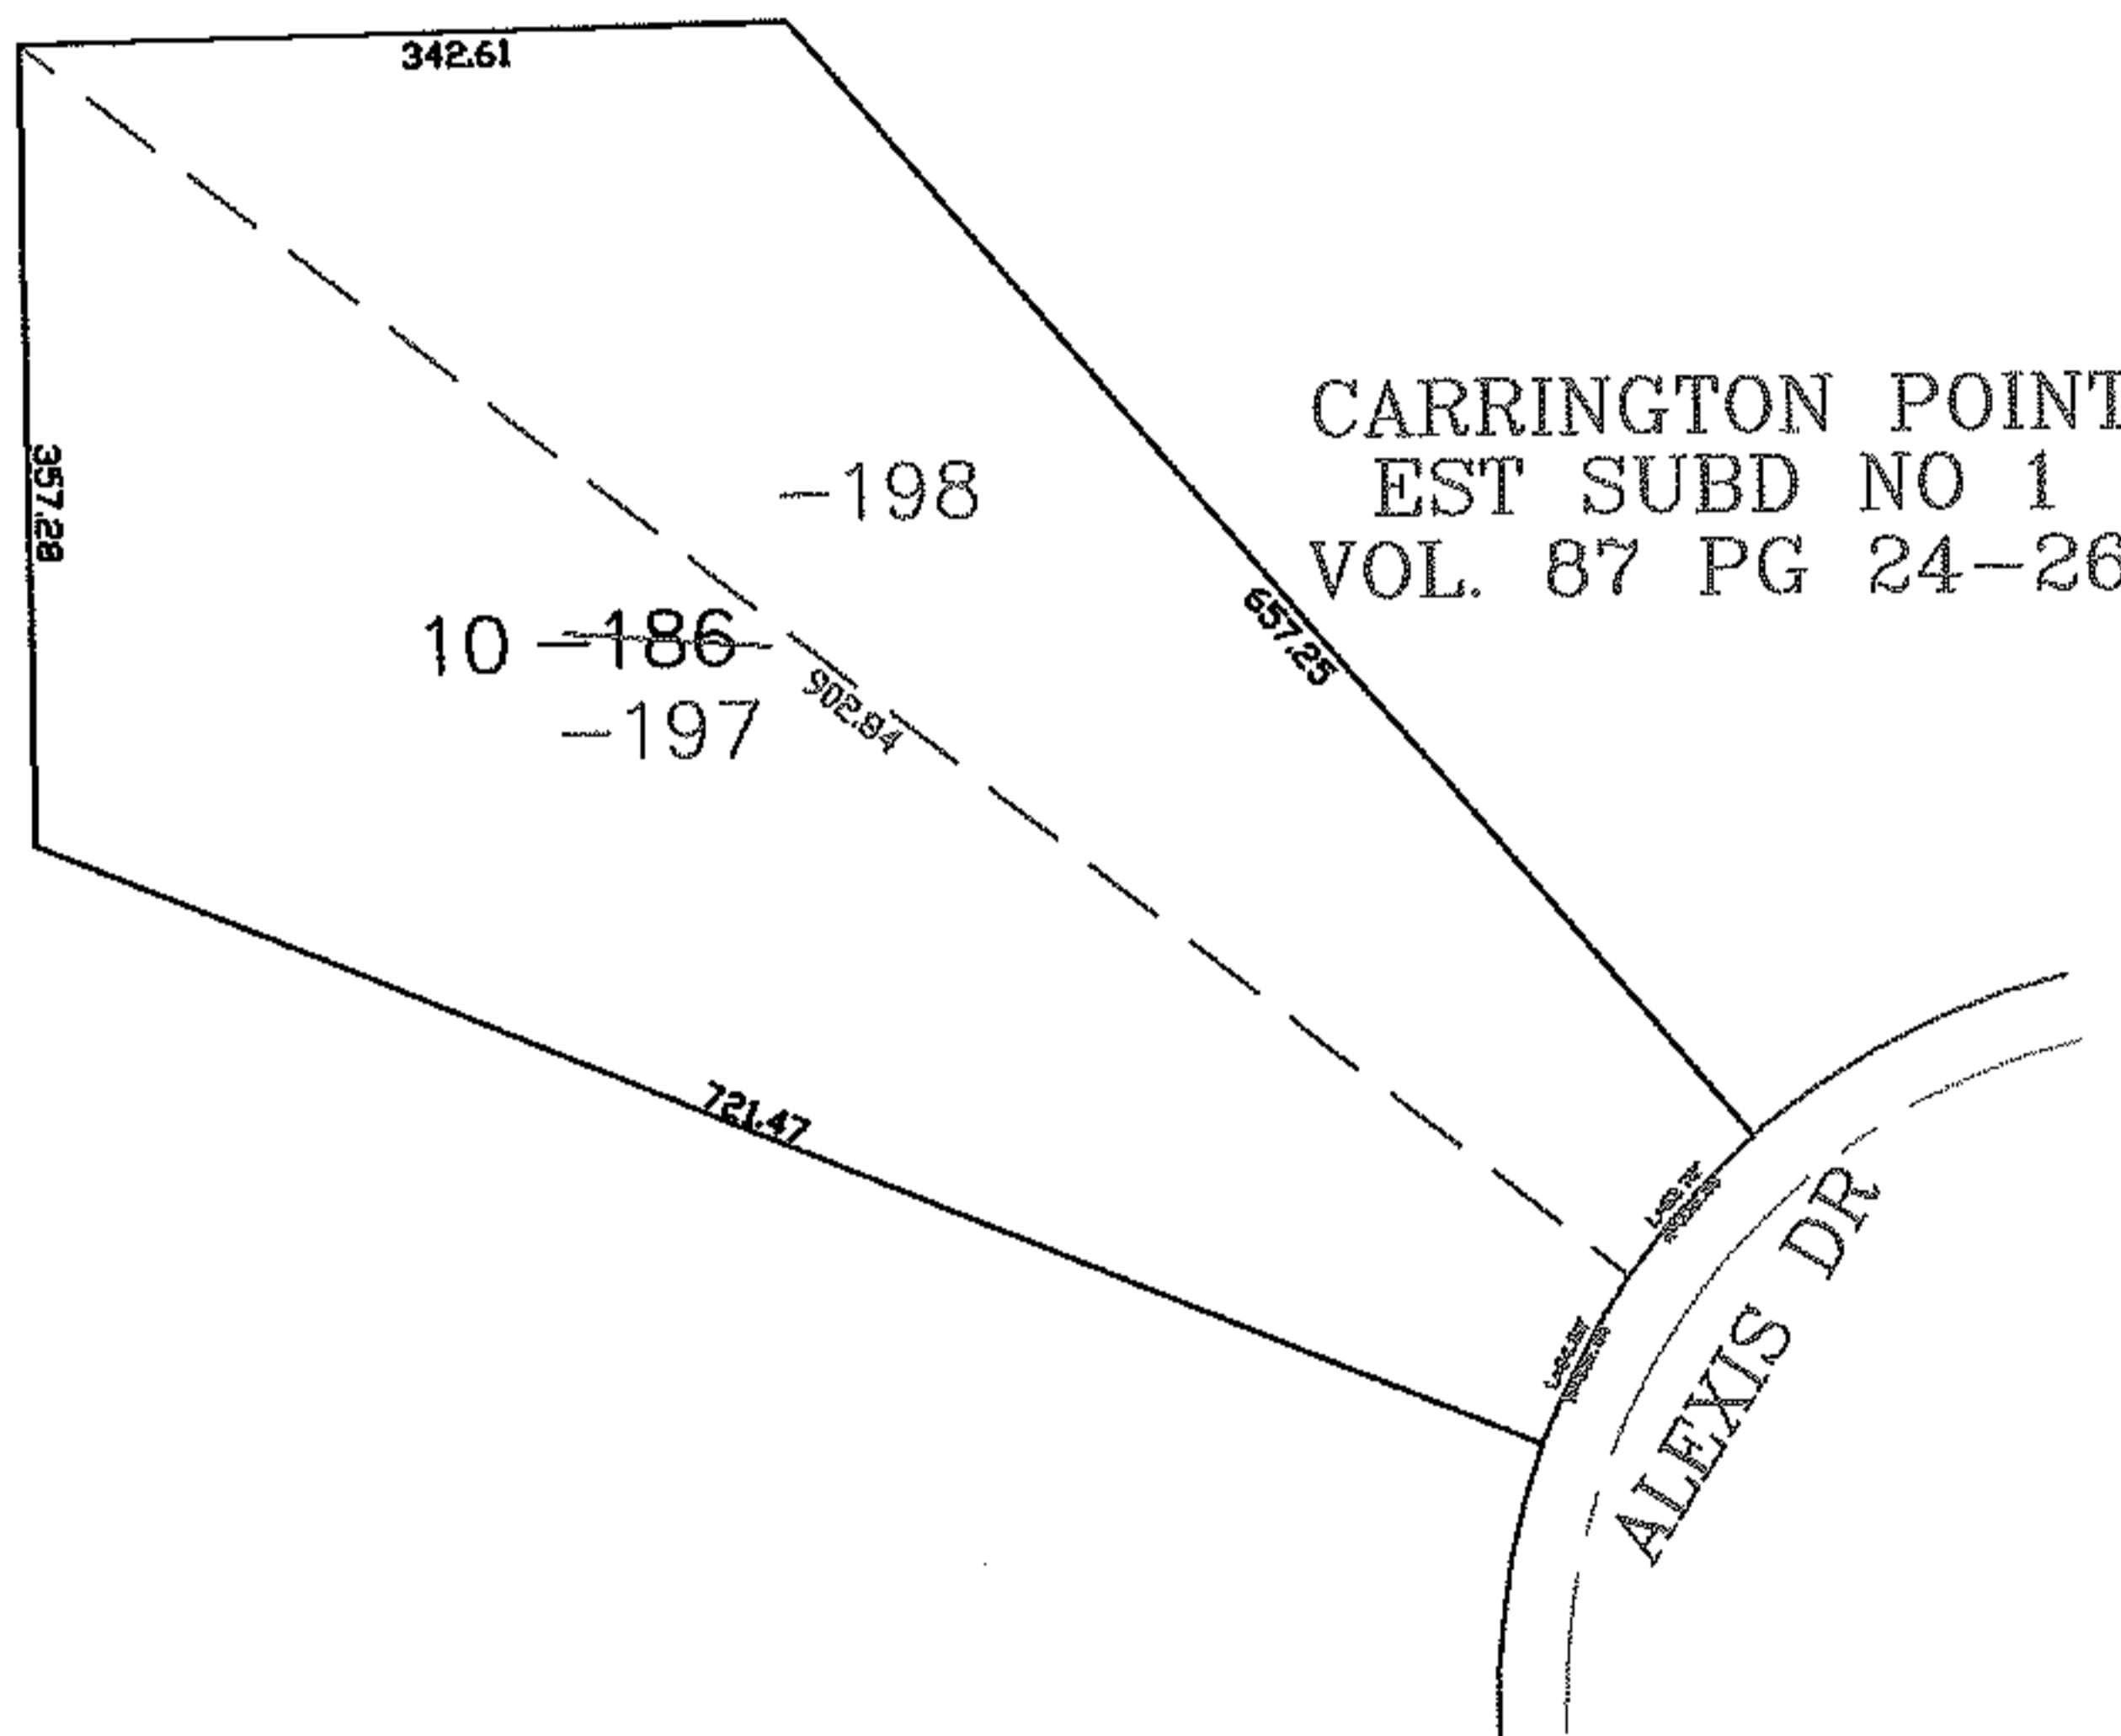 342.61
357.28
-198
CARRINGTON POINT
EST SUBD NO 1
VOL. 87 PG 24-26
10 -186
-197
902.84
657.25
721.47
ALEXIS DR